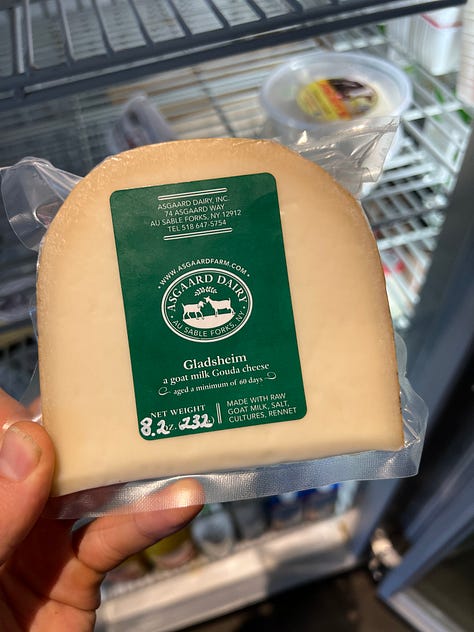 ASGAARD DAIRY, INC.
74 ASGAARD WAY
AU SABLE FORKS, NY 12912
TEL 518 647-5754
• WWW.ASGAARDFARM.COM •
ASGAARD DAIRY
AU SABLE FORKS, NY
Gladsheim
a goat milk Gouda cheese
aged a minimum of 60 days
NET WEIGHT
8.2 oz. 232
MADE WITH RAW
GOAT MILK, SALT,
CULTURES, RENNET